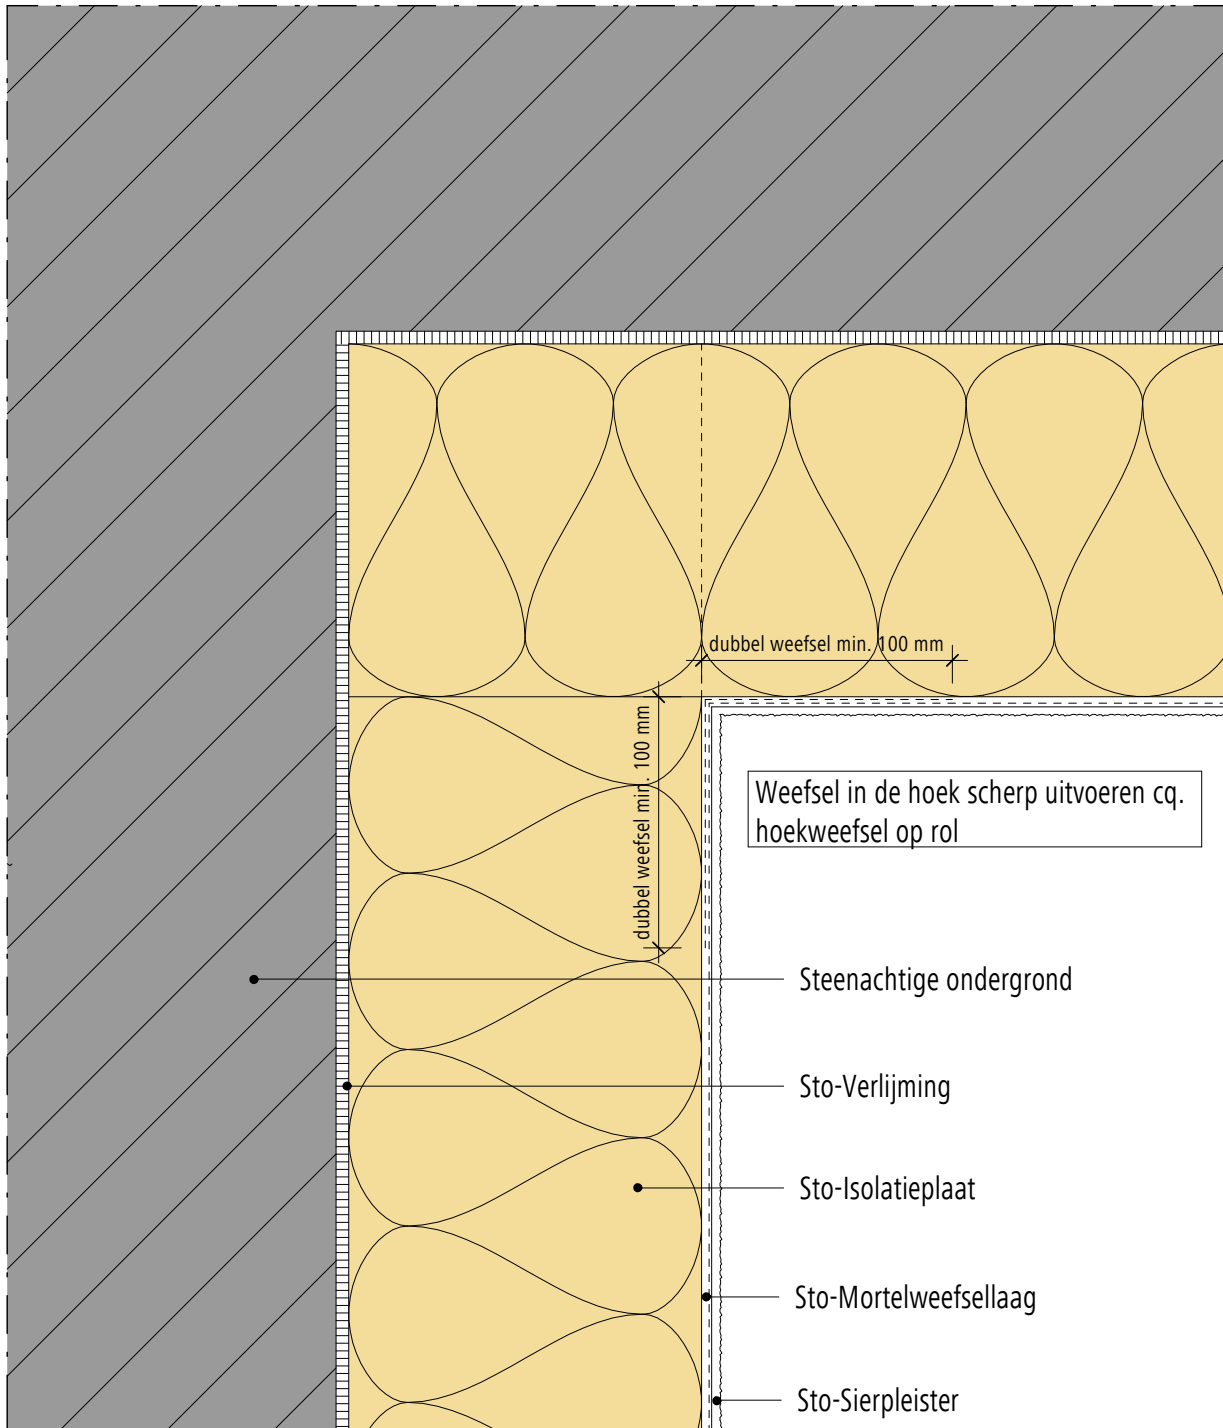 dubbel weefsel min. 100 mm
dubbel weefsel min. 100 mm
Weefsel in de hoek scherp uitvoeren cq.
hoekweefsel op rol
Steenachtige ondergrond
Sto-Verlijming
Sto-Isolatieplaat
Sto-Mortelweefsellaag
Sto-Sierpleister